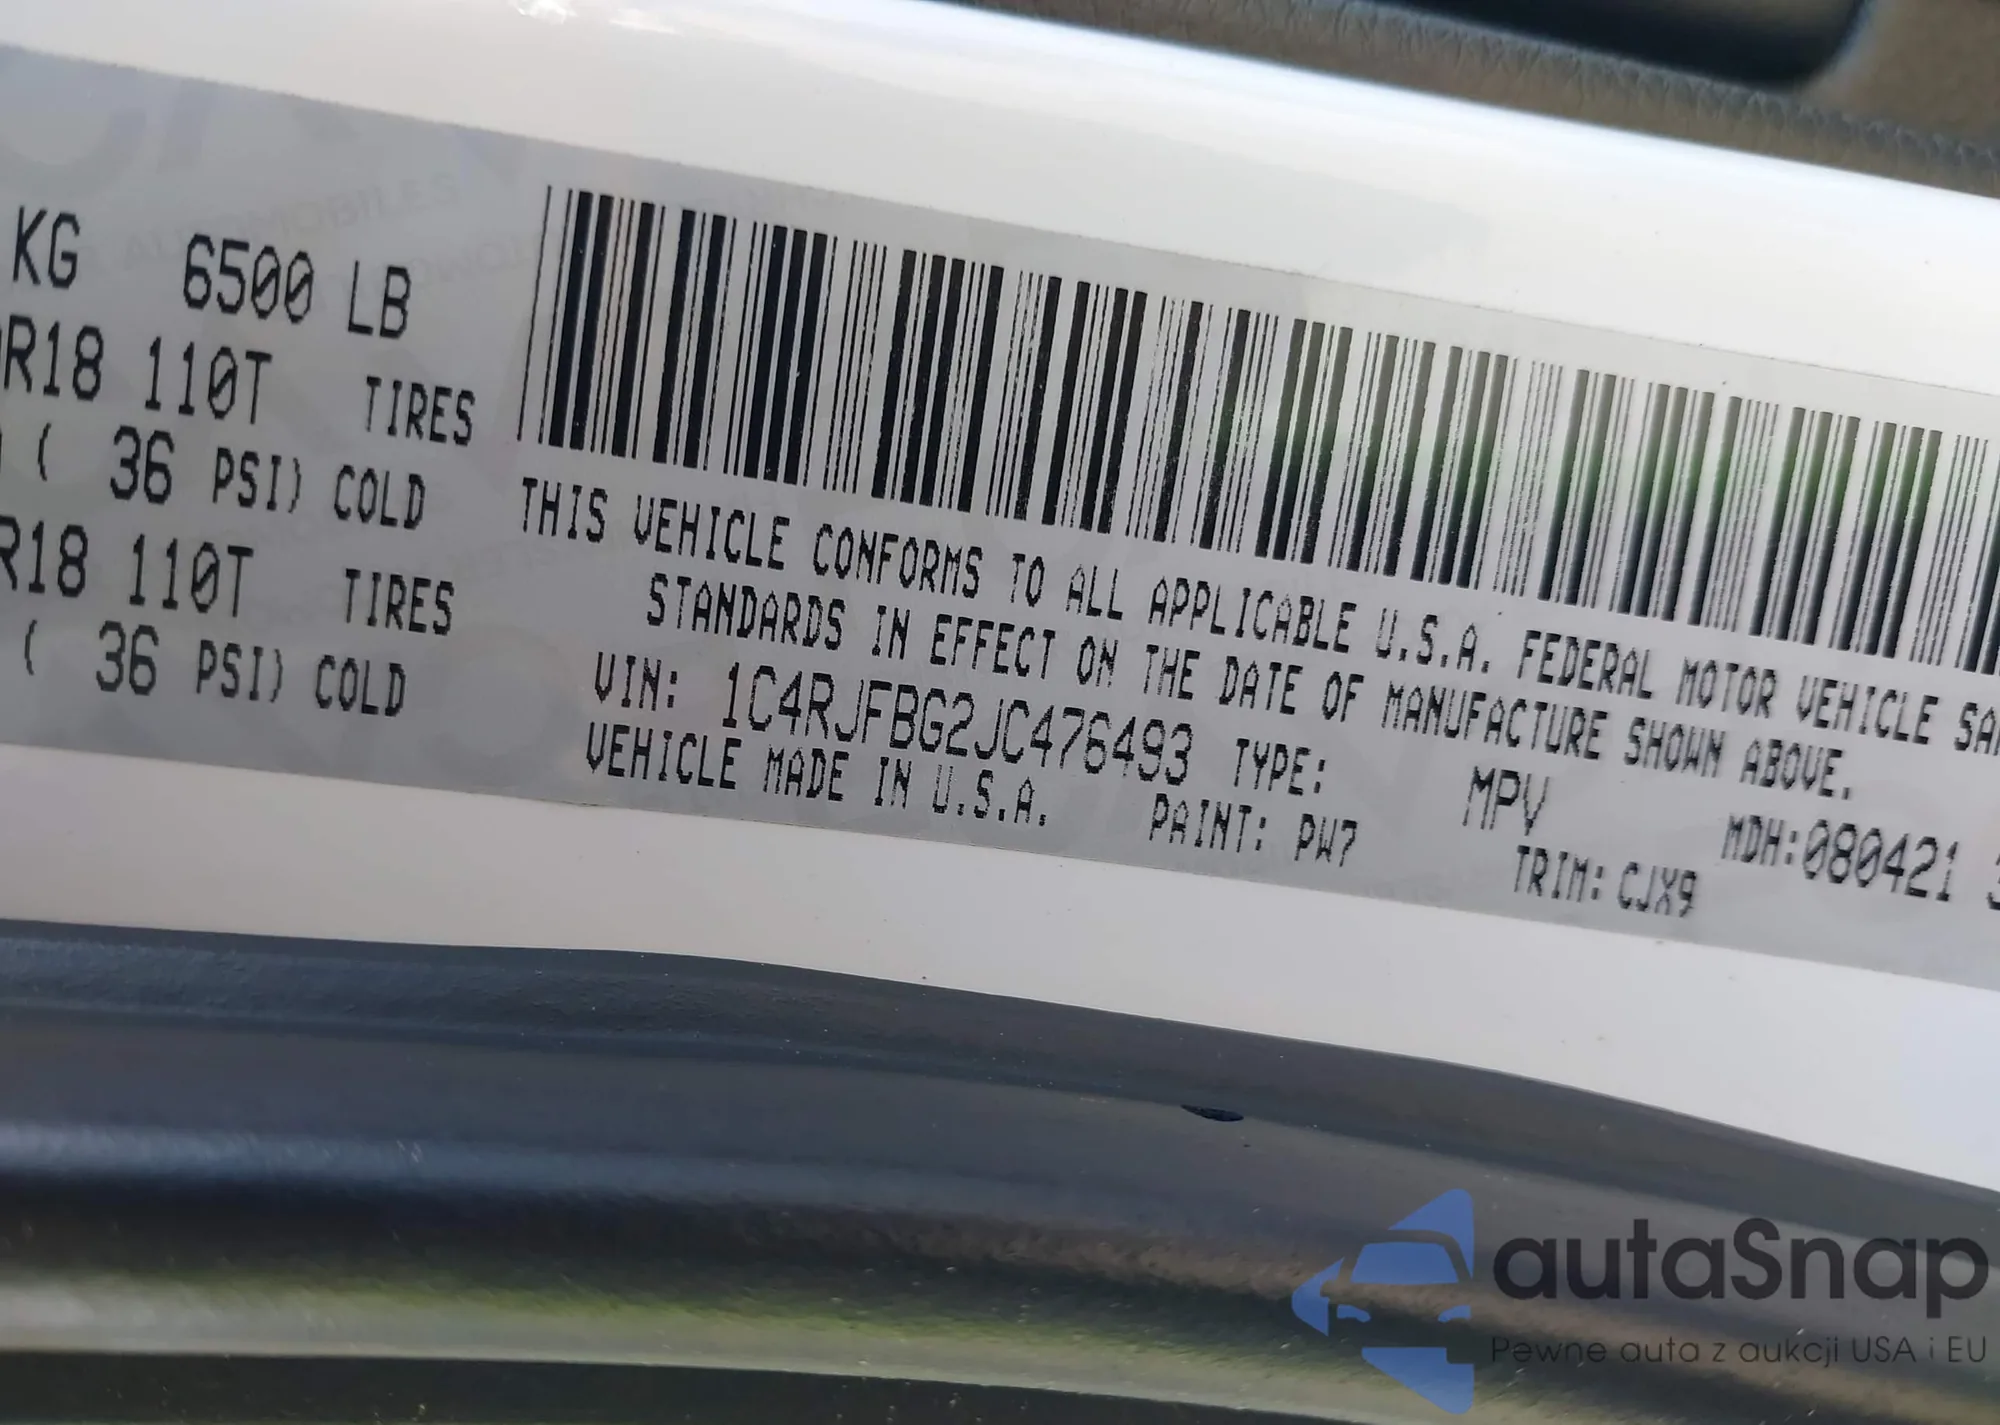 KG 6500 LB
R18 110T TIRES
( 36 PSI) COLD
R18 110T TIRES
( 36 PSI) COLD
THIS VEHICLE CONFORMS TO ALL APPLICABLE U.S.A. FEDERAL MOTOR VEHICLE SA
STANDARDS IN EFFECT ON THE DATE OF MANUFACTURE SHOWN ABOVE.
VIN: 1C4RJFBG2JC476493 TYPE: MPV MDH:080421
VEHICLE MADE IN U.S.A. PAINT: PW7 TRIM: CJX9
autaSnap
Pewne auta z aukcji USA i EU